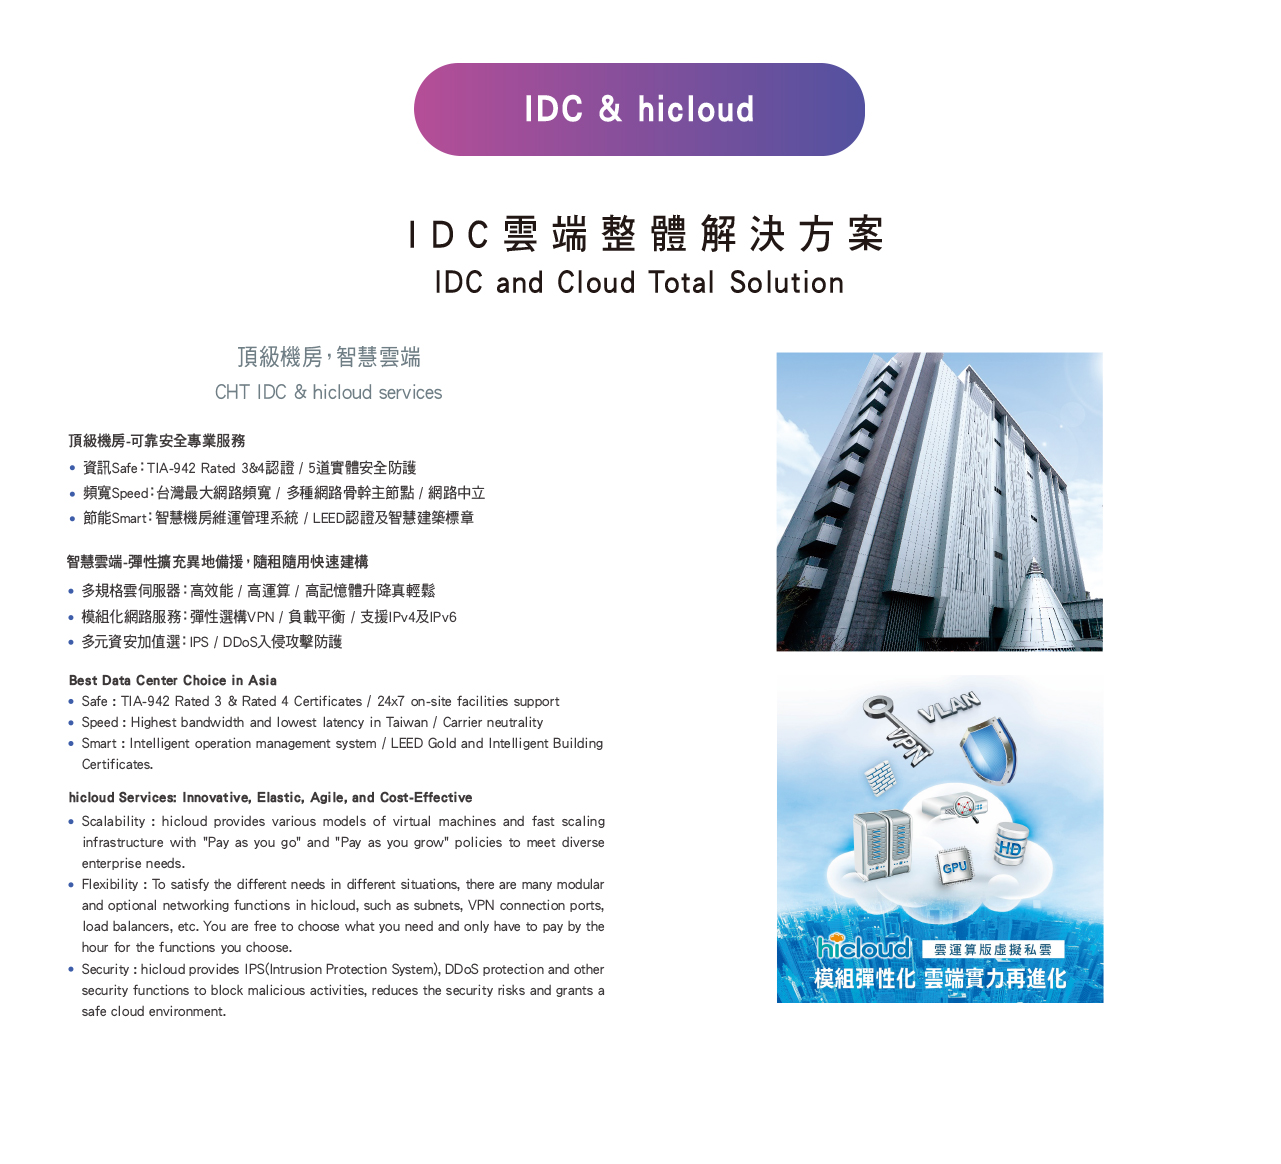 IDC & hicloud
IDC雲端整體解決方案
IDC and Cloud Total Solution
頂級機房，智慧雲端
CHT IDC & hicloud services
頂級機房-可靠安全專業服務
• 資訊Safe：TIA-942 Rated 3&4認證 / 5道實體安全防護
• 頻寬Speed：台灣最大網路頻寬 / 多種網路骨幹主節點 / 網路中立
• 節能Smart：智慧機房維運管理系統 / LEED認證及智慧建築標章
智慧雲端-彈性擴充異地備援，隨租隨用快速建構
• 多規格雲伺服器：高效能 / 高運算 / 高記憶體升降真輕鬆
• 模組化網路服務：彈性選構VPN / 負載平衡 / 支援IPv4及IPv6
• 多元資安加值選：IPS / DDoS入侵攻擊防護
Best Data Center Choice in Asia
• Safe : TIA-942 Rated 3 & Rated 4 Certificates / 24x7 on-site facilities support
• Speed : Highest bandwidth and lowest latency in Taiwan / Carrier neutrality
• Smart : Intelligent operation management system / LEED Gold and Intelligent Building
Certificates.
hicloud Services: Innovative, Elastic, Agile, and Cost-Effective
• Scalability : hicloud provides various models of virtual machines and fast scaling
infrastructure with "Pay as you go" and "Pay as you grow" policies to meet diverse
enterprise needs.
• Flexibility : To satisfy the different needs in different situations, there are many modular
and optional networking functions in hicloud, such as subnets, VPN connection ports,
load balancers, etc. You are free to choose what you need and only have to pay by the
hour for the functions you choose.
• Security : hicloud provides IPS(Intrusion Protection System), DDoS protection and other
security functions to block malicious activities, reduces the security risks and grants a
safe cloud environment.
VLAN
VPN
HD
GPU
hicloud 雲運算版虛擬私雲
模組彈性化 雲端實力再進化